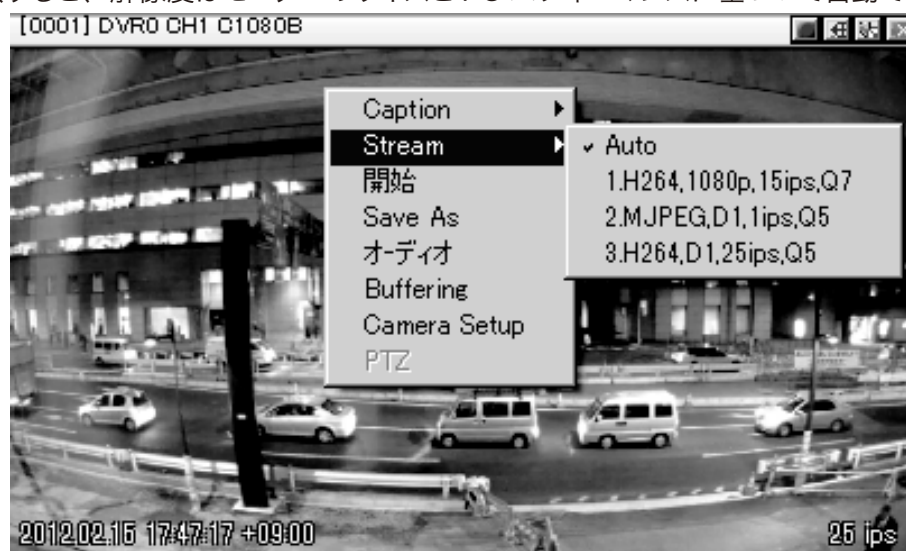 [0001] DVR0 CH1 C1080B
Caption
Stream
開始
Save As
オーディオ
Buffering
Camera Setup
PTZ
Auto
1.H264,1080p,15ips,Q7
2.MJPEG,D1,1ips,Q5
3.H264,D1,25ips,Q5
2012.02.15 17:47:17 +09:00
25 ips